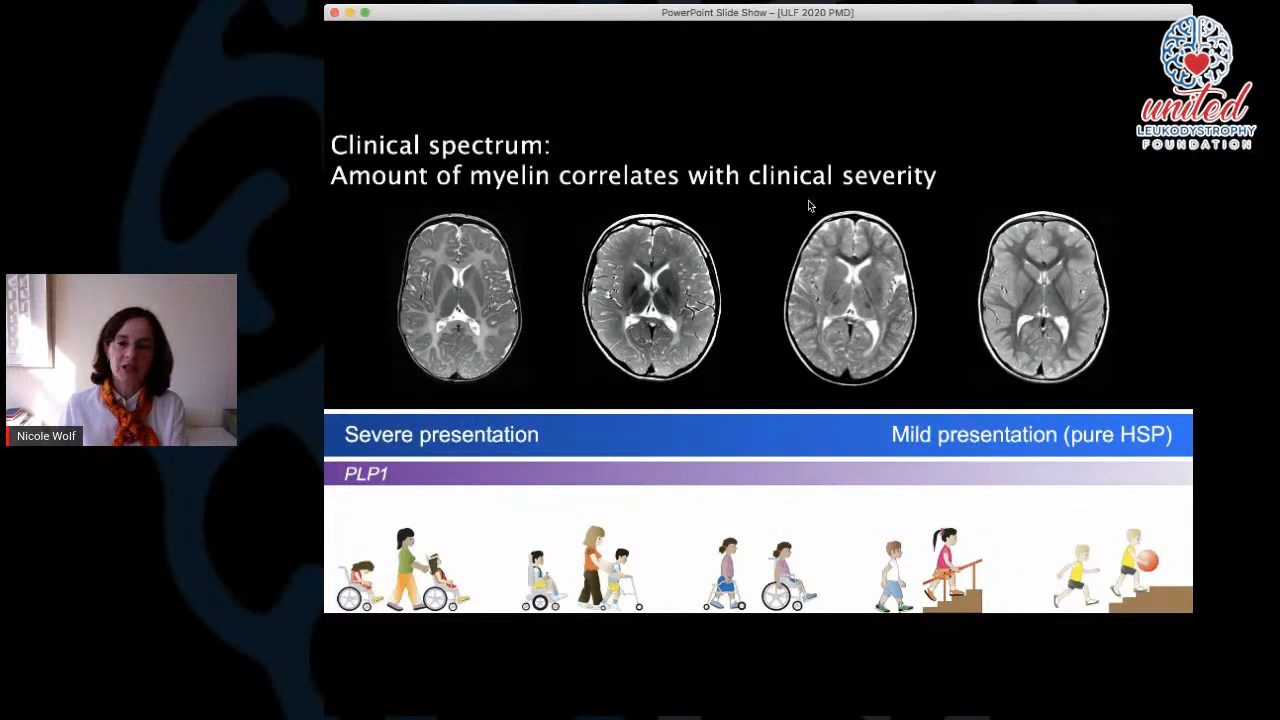 PowerPoint Slide Show – [ULF 2020 PMD]
united
LEUKODYSTROPHY
FOUNDATION
Clinical spectrum:
Amount of myelin correlates with clinical severity
Nicole Wolf
Severe presentation
Mild presentation (pure HSP)
PLP1